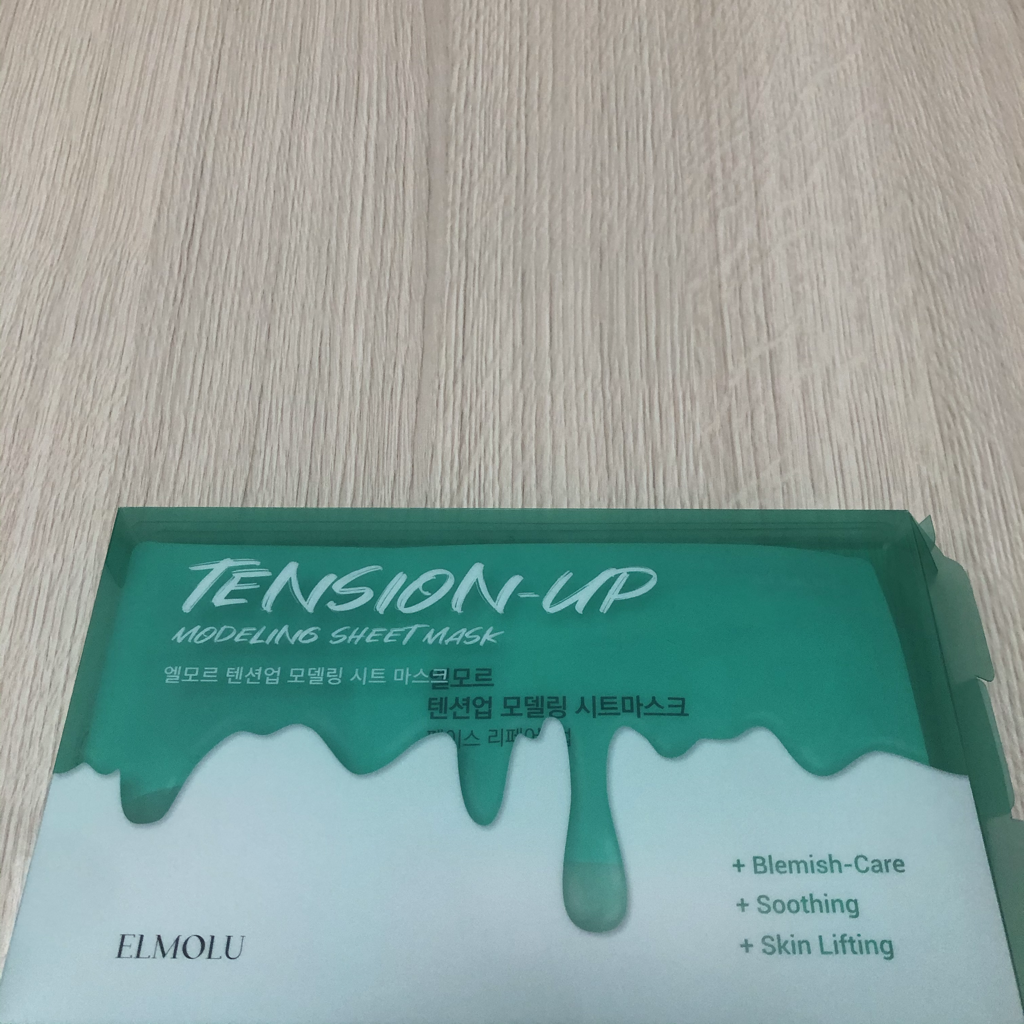 TENSION-UP
MODELING SHEET MASK
엘모르 텐션업 모델링 시트 마스크
엘모르
텐션업 모델링 시트마스크
+ Blemish-Care
+ Soothing
+ Skin Lifting
ELMOLU